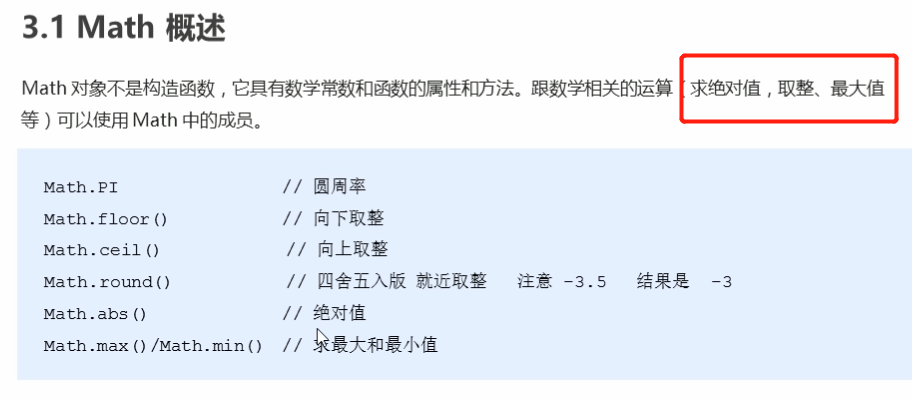 3.1 Math 概述
Math 对象不是构造函数，它具有数学常数和函数的属性和方法。跟数学相关的运算（求绝对值，取整、最大值
等）可以使用 Math 中的成员。
Math.PI // 圆周率
Math.floor() // 向下取整
Math.ceil() // 向上取整
Math.round() // 四舍五入版 就近取整 注意 -3.5 结果是 -3
Math.abs() // 绝对值
Math.max()/Math.min() // 求最大和最小值